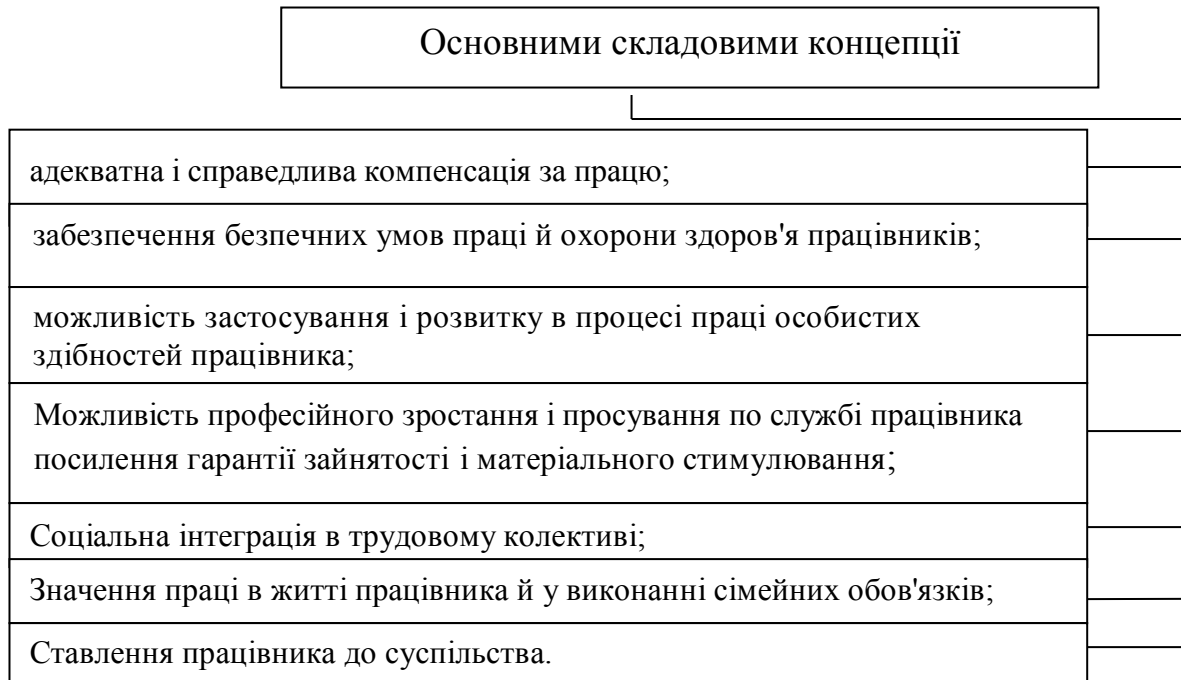 Основними складовими концепції
адекватна і справедлива компенсація за працю;
забезпечення безпечних умов праці й охорони здоров'я працівників;
можливість застосування і розвитку в процесі праці особистих
здібностей працівника;
Можливість професійного зростання і просування по службі працівника
посилення гарантії зайнятості і матеріального стимулювання;
Соціальна інтеграція в трудовому колективі;
Значення праці в житті працівника й у виконанні сімейних обов'язків;
Ставлення працівника до суспільства.